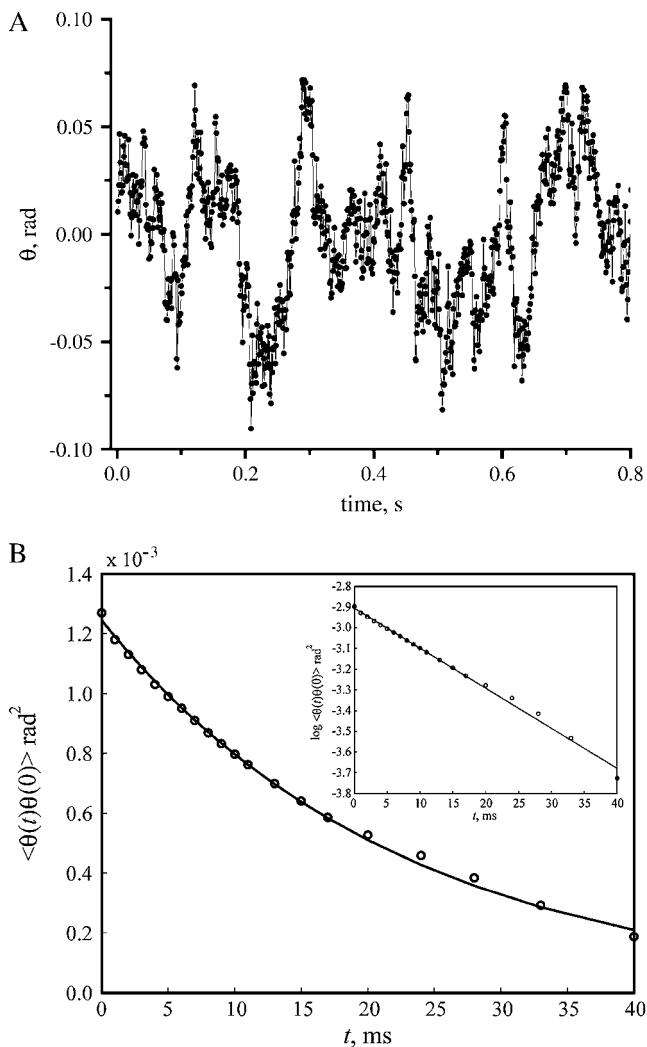 A
0.10
0.05
0.00
-0.05
-0.10
θ, rad
0.0 0.2 0.4 0.6 0.8
time, s
B
x 10-3
1.4
1.2
1.0
0.8
0.6
0.4
0.2
0.0
<θ(t)θ(0)> rad2
0 5 10 15 20 25 30 35 40
t, ms
-2.8
-2.9
-3.0
-3.1
-3.2
-3.3
-3.4
-3.5
-3.6
-3.7
-3.8
log <θ(t)θ(0)> rad2
0 5 10 15 20 25 30 35 40
t, ms